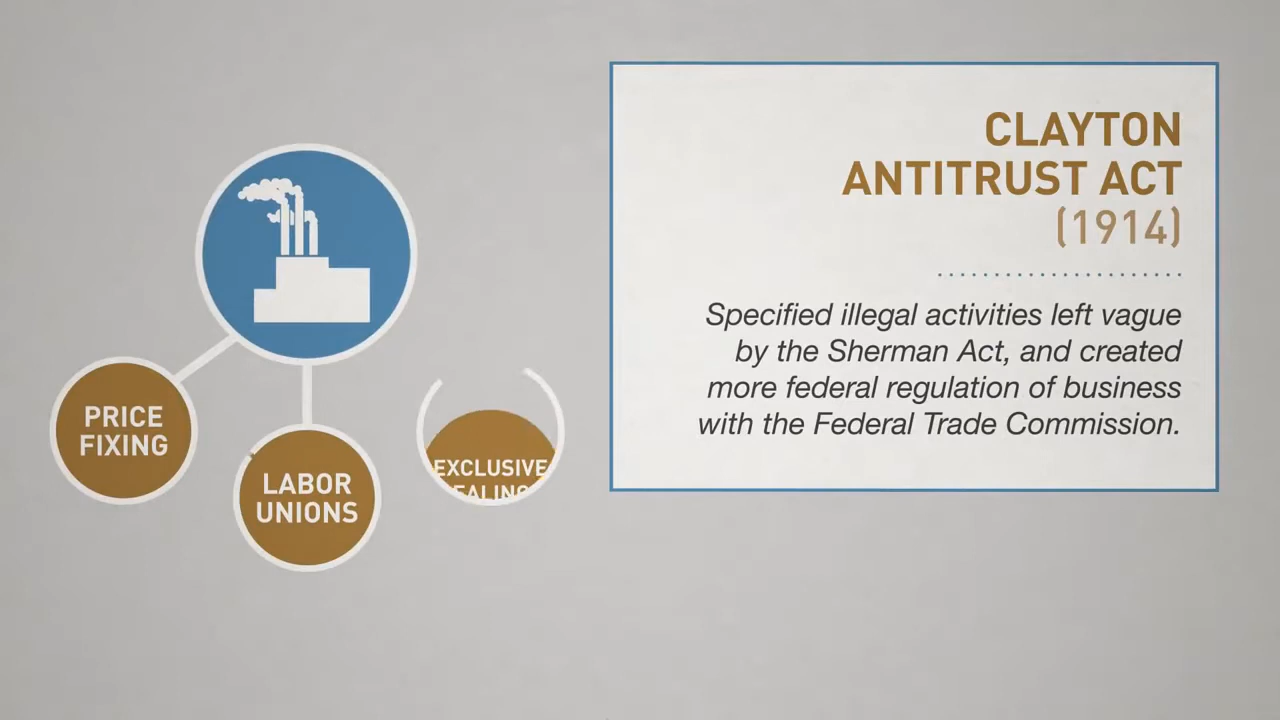 CLAYTON
ANTITRUST ACT
(1914)
Specified illegal activities left vague
by the Sherman Act, and created
more federal regulation of business
with the Federal Trade Commission.
PRICE
FIXING
LABOR
UNIONS
EXCLUSIVE